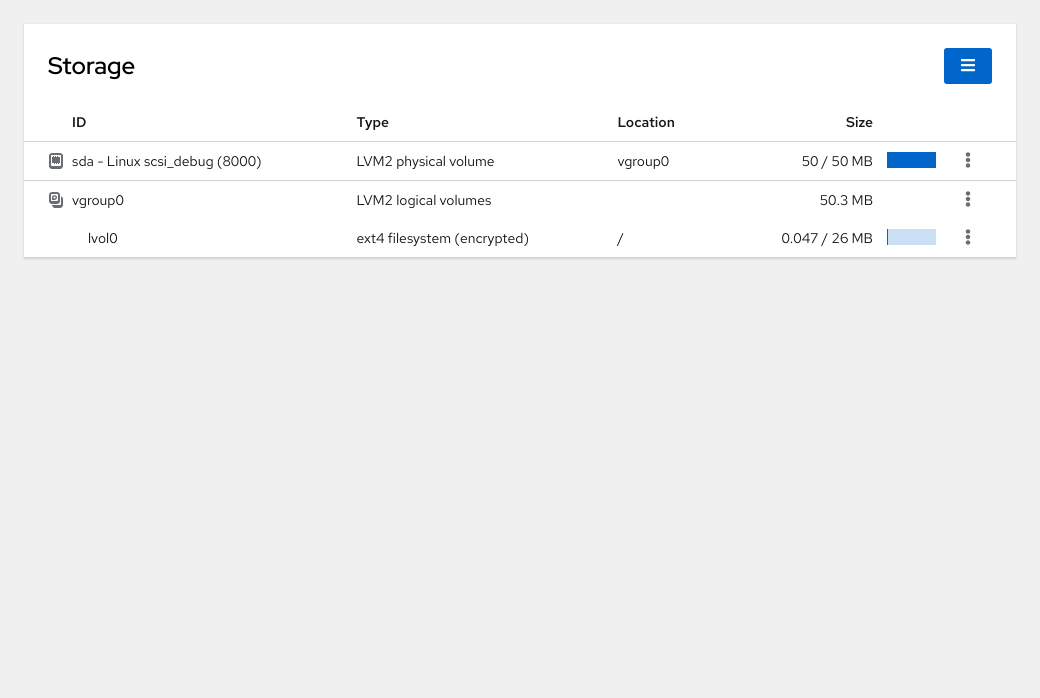 Storage
ID Type Location Size
sda - Linux scsi_debug (8000) LVM2 physical volume vgroup0 50 / 50 MB
vgroup0 LVM2 logical volumes 50.3 MB
lvol0 ext4 filesystem (encrypted) / 0.047 / 26 MB